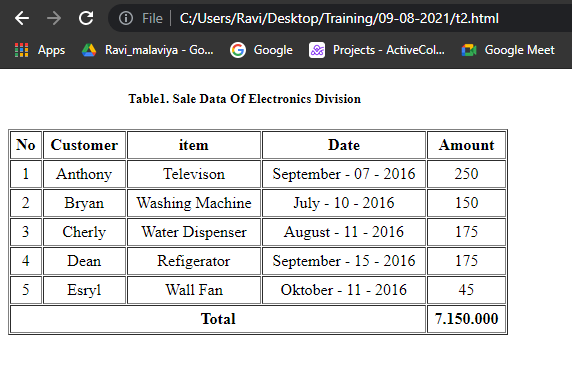 File | C:/Users/Ravi/Desktop/Training/09-08-2021/t2.html
Apps Ravi_malaviya - Go... Google Projects - ActiveCol... Google Meet
Table1. Sale Data Of Electronics Division
No Customer item Date Amount
1 Anthony Televison September - 07 - 2016 250
2 Bryan Washing Machine July - 10 - 2016 150
3 Cherly Water Dispenser August - 11 - 2016 175
4 Dean Refigerator September - 15 - 2016 175
5 Esryl Wall Fan Oktober - 11 - 2016 45
Total 7.150.000